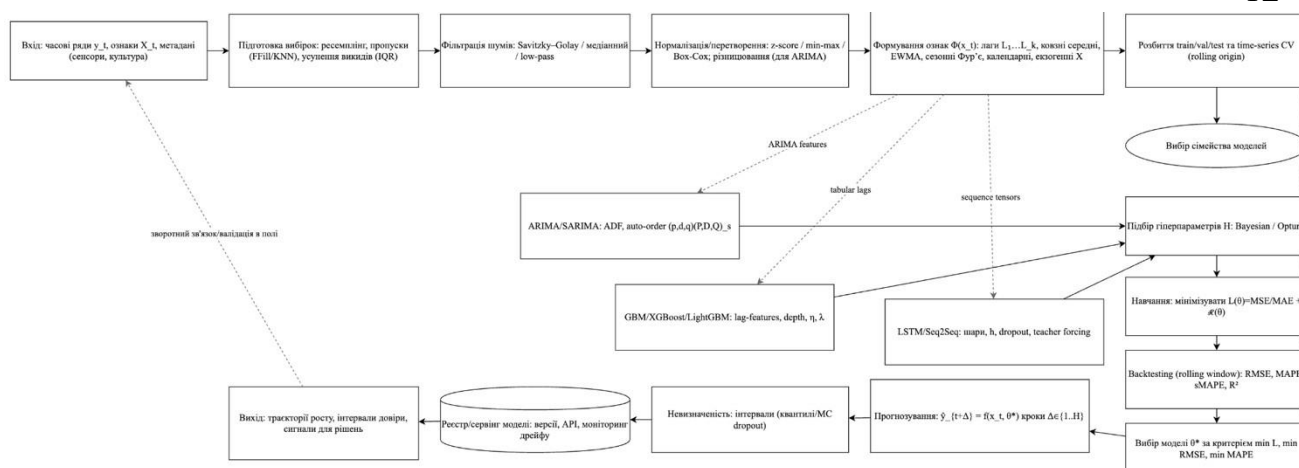 Вхід: часові ряди y_t, ознаки X_t, метадані
(сенсори, культура)
Підготовка вибірок: ресемплінг, пропуски
(FFill/KNN), усунення викидів (IQR)
Фільтрація шумів: Savitzky–Golay / медіанний
/ low-pass
Нормалізація/перетворення: z-score / min-max /
Box-Cox; різницювання (для ARIMA)
Формування ознак Φ(x_t): лаги L₁…L_k, ковзні середні,
EWMA, сезонні Фур’є, календарні, екзогенні X
Розбиття train/val/test та time-series CV
(rolling origin)
Вибір сімейства моделей
ARIMA features
tabular lags
sequence tensors
зворотний зв'язок/валідація в полі
ARIMA/SARIMA: ADF, auto-order (p,d,q)(P,D,Q)_s
Підбір гіперпараметрів H: Bayesian /
GBM/XGBoost/LightGBM: lag-features, depth, η, λ
LSTM/Seq2Seq: шари, h, dropout, teacher forcing
Навчання: мінімізувати L(θ)=MSE/MAE +
(θ)
Backtesting (rolling window): RMSE, MAPE
sMAPE, R²
Вихід: траєкторії росту, інтервали довіри,
сигнали для рішень
Реєстр/сервінг моделі: версії, API, моніторинг
дрейфу
Невизначеність: інтервали (квантилі/MC
dropout)
Прогнозування: ŷ_{t+Δ} = f(x_t, θ*) кроки Δ∈{1..H}
Вибір моделі θ* за критерієм min L, min
RMSE, min MAPE